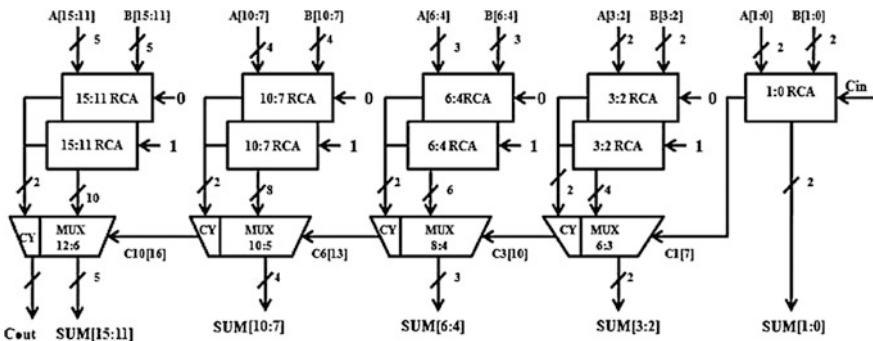 A[15:11] B[15:11] A[10:7] B[10:7] A[6:4] B[6:4] A[3:2] B[3:2] A[1:0] B[1:0]
5 5 4 4 3 3 2 2 2 2
15:11 RCA 0 10:7 RCA 0 6:4RCA 0 3:2 RCA 0 1:0 RCA Cin
15:11 RCA 1 10:7 RCA 1 6:4 RCA 1 3:2 RCA 1
2 10 2 8 2 6 2 4 2
CY MUX 12:6 C10[16] CY MUX 10:5 C6[13] CY MUX 8:4 C3[10] CY MUX 6:3 C1[7]
5 4 3 2
Cout SUM[15:11] SUM[10:7] SUM[6:4] SUM[3:2] SUM[1:0]